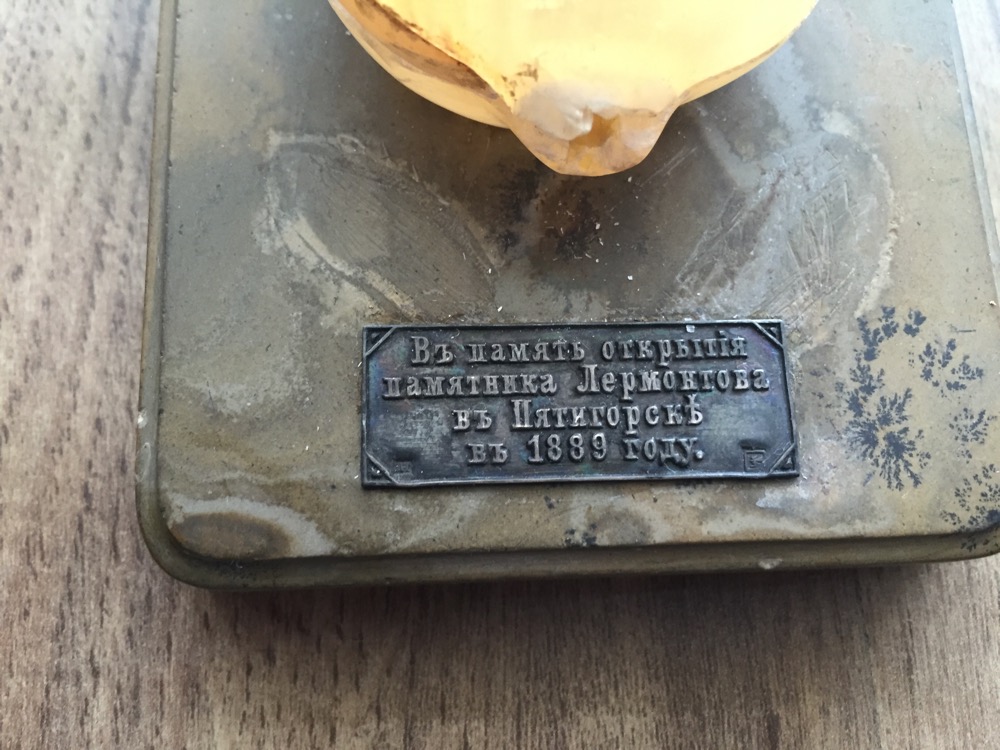 Въ память открытія
памятника Лермонтова
въ Пятигорскѣ
въ 1889 году.